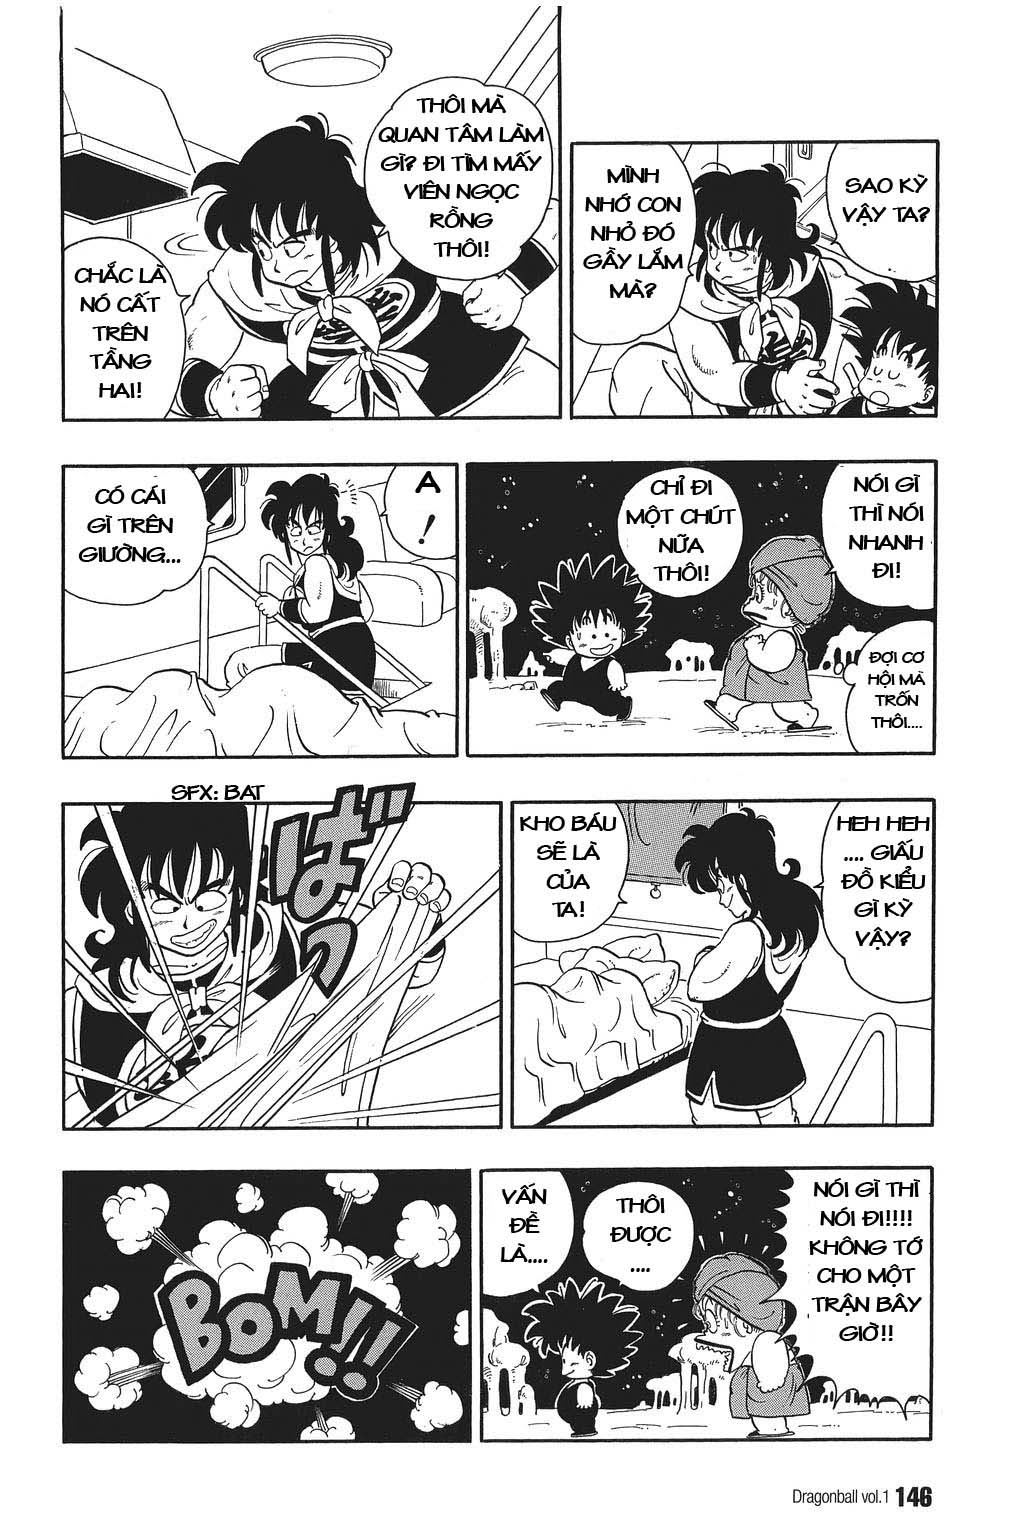 SAO KỲ
VẬY TA?
MÌNH
NHỚ CON
NHỎ ĐÓ
GẦY LẮM
MÀ?
THÔI MÀ
QUAN TÂM LÀM
GÌ? ĐI TÌM MẤY
VIÊN NGỌC
RỒNG
THÔI!
CHẮC LÀ
NÓ CẤT
TRÊN
TẦNG
HAI!
NÓI GÌ
THÌ NÓI
NHANH
ĐI!
ĐỢI CƠ
HỘI MÀ
TRỐN
THÔI....
CHỈ ĐI
MỘT CHÚT
NỮA
THÔI!
A
!
CÓ CÁI
GÌ TRÊN
GIƯỜNG...
HEH HEH
.... GIẤU
ĐỒ KIỂU
GÌ KỲ
VẬY?
KHO BÁU
SẼ LÀ
CỦA
TA!
SFX: BAT
ばっ
NÓI GÌ THÌ
NÓI ĐI!!!!
KHÔNG TỚ
CHO MỘT
TRẬN BÂY
GIỜ!!
THÔI
ĐƯỢC
....
VẤN
ĐỀ
LÀ....
BOM!!
Dragonball vol.1 146